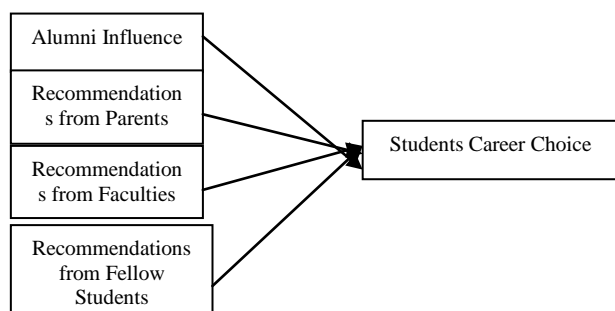 Alumni Influence
Recommendation
s from Parents
Recommendation
s from Faculties
Recommendations
from Fellow
Students
Students Career Choice